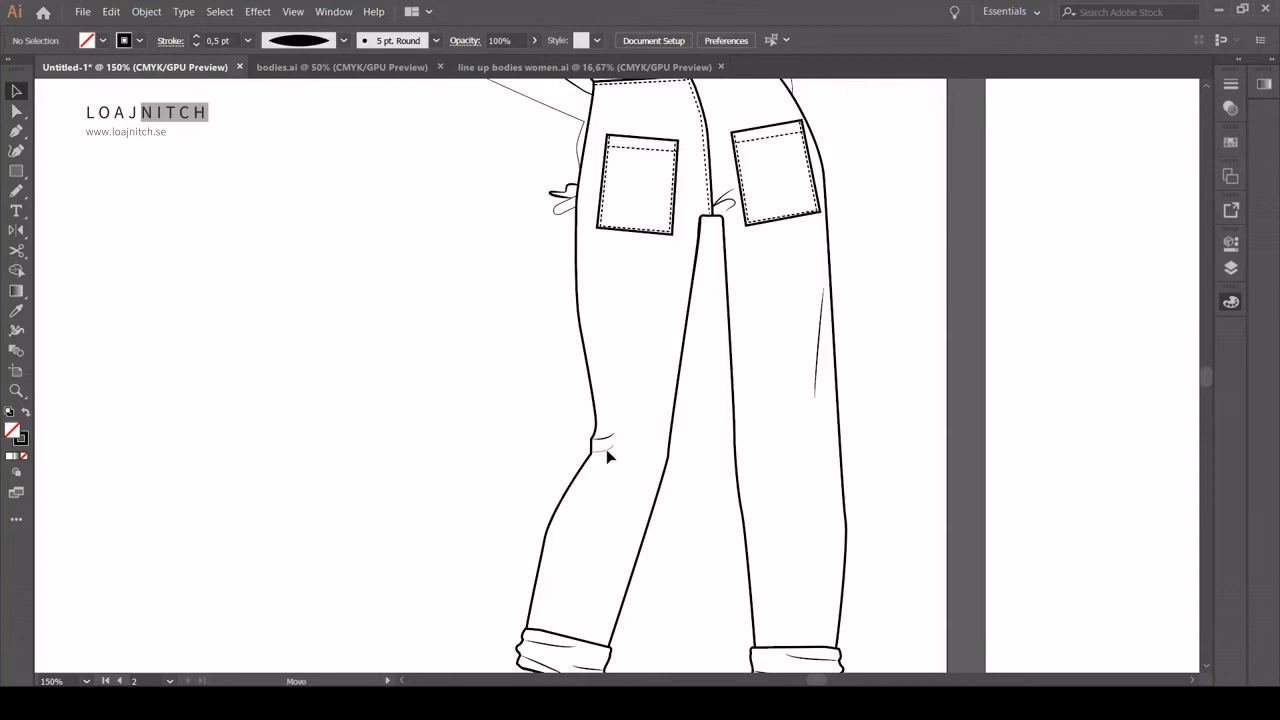 Ai File Edit Object Type Select Effect View Window Help Essentials Search Adobe Stock
No Selection Stroke: 0,5 pt 5 pt. Round Opacity: 100% Style: Document Setup Preferences
Untitled-1* @ 150% (CMYK/GPU Preview) × bodies.ai @ 50% (CMYK/GPU Preview) × line up bodies women.ai @ 16,67% (CMYK/GPU Preview) ×
LOAJNITCH
www.loajnitch.se
150% 2 Move